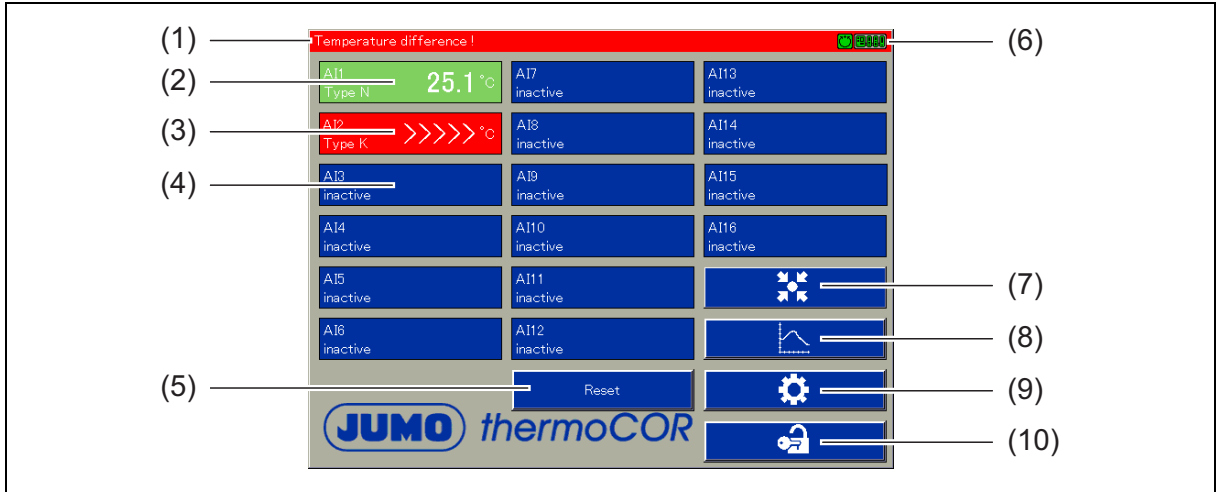 (1)
Temperature difference !
(6)
(2)
AI1
Type N
25.1 °C
AI7
inactive
AI13
inactive
(3)
AI2
Type K
>>>>> °C
AI8
inactive
AI14
inactive
(4)
AI3
inactive
AI9
inactive
AI15
inactive
AI4
inactive
AI10
inactive
AI16
inactive
AI5
inactive
AI11
inactive
(7)
AI6
inactive
AI12
inactive
(8)
(5)
Reset
(9)
JUMO thermoCOR
(10)